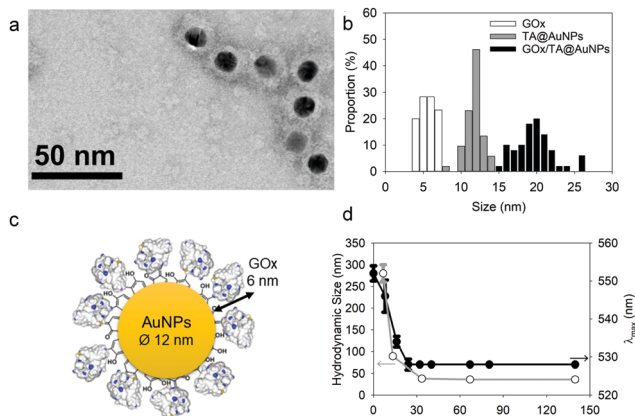 a
50 nm
b
60
50
40
30
20
10
0
Proportion (%)
GOx
TA@AuNPs
GOx/TA@AuNPs
0 5 10 15 20 25 30
Size (nm)
c
GOx
6 nm
AuNPs
Ø 12 nm
d
350
300
250
200
150
100
50
0
Hydrodynamic Size (nm)
560
550
540
530
520
λmax (nm)
0 30 60 90 120 150